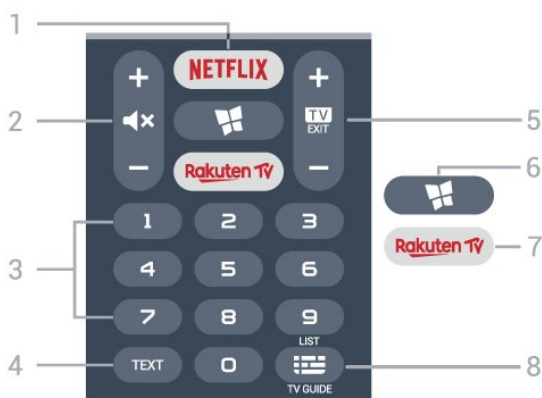 1
NETFLIX
+ +
2
TV
EXIT
5
6
- -
Rakuten TV
Rakuten TV
7
1 2 3
3
4 5 6
7 8 9
LIST
4
TEXT 0
8
TV GUIDE